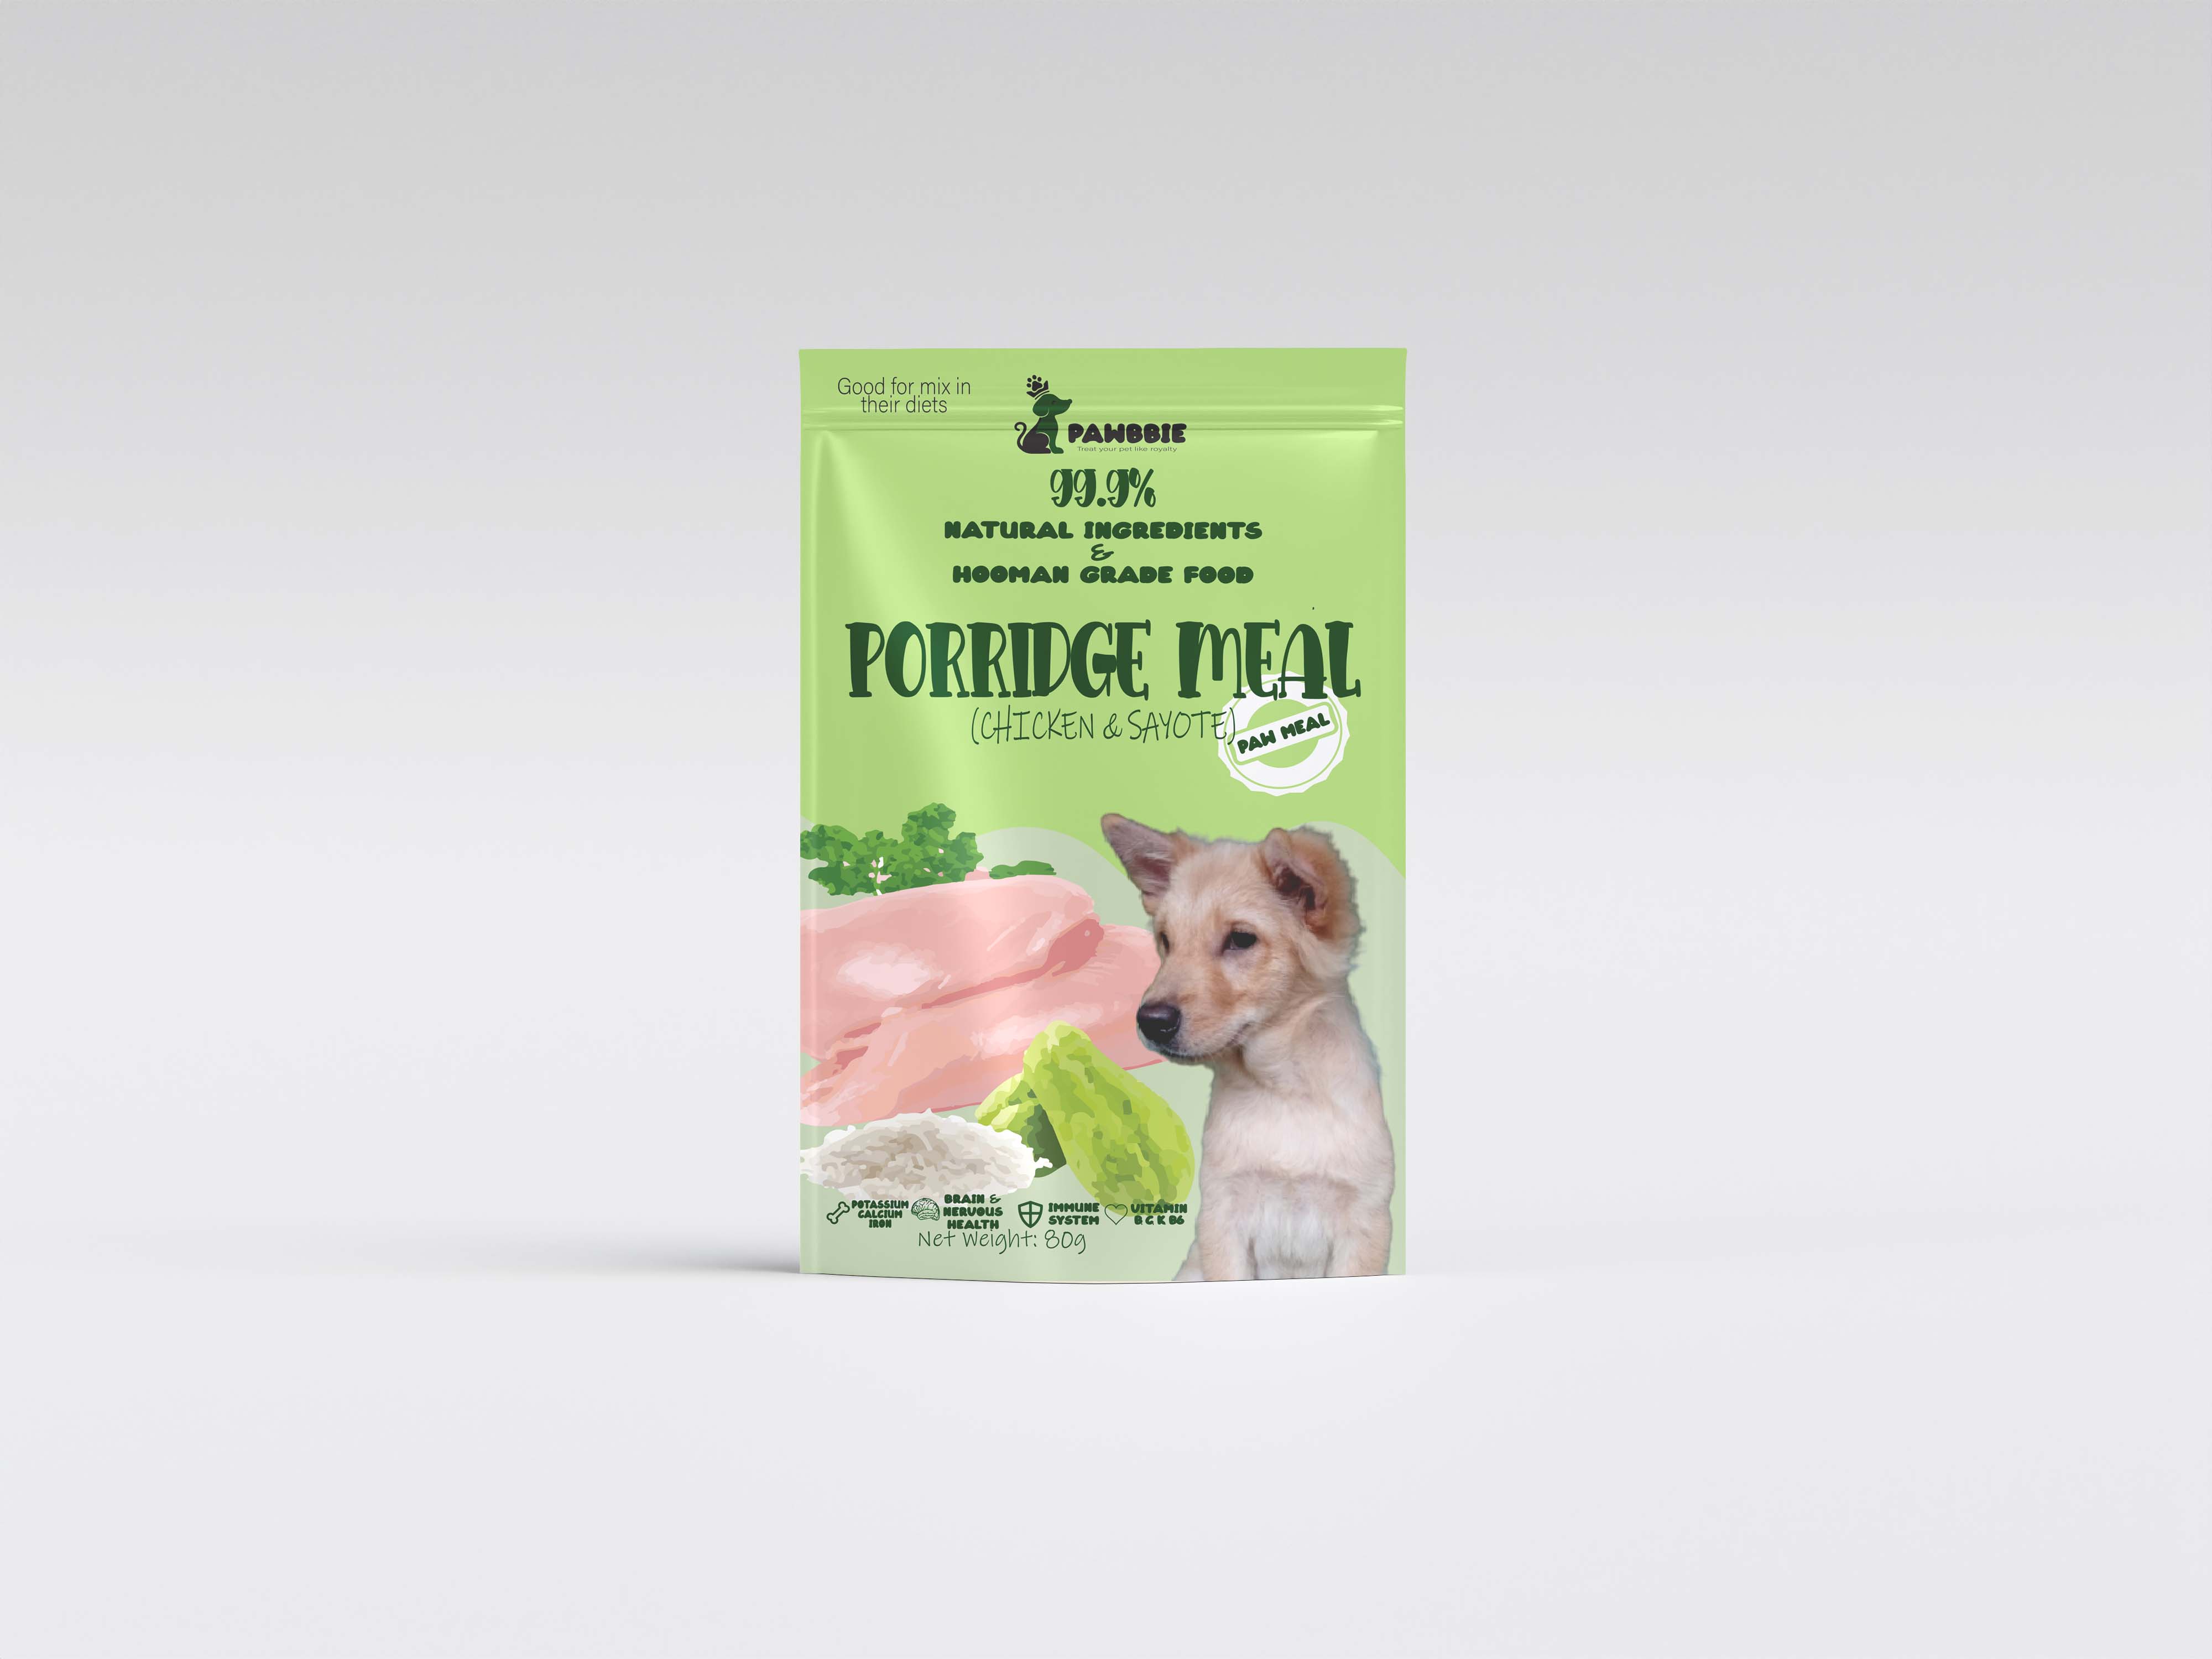 Good for mix in
their diets
PAWBBIE
Treat your pet like royalty
99.9%
NATURAL INGREDIENTS
&
HOOMAN GRADE FOOD
PORRIDGE MEAL
(CHICKEN & SAYOTE)
PAW MEAL
POTASSIUM
CALCIUM
IRON
BRAIN &
NERVOUS
HEALTH
IMMUNE
SYSTEM
VITAMIN
K B6
Net Weight: 80g